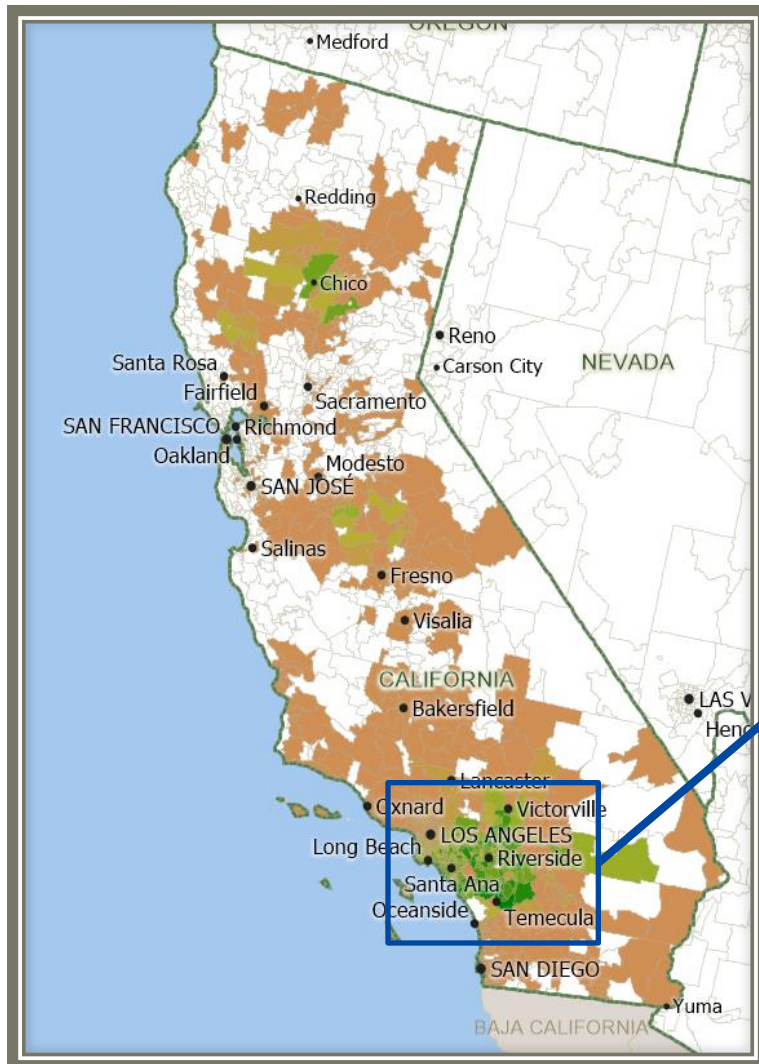 OREGON
Medford
Redding
Chico
Reno
Carson City
NEVADA
Santa Rosa
Fairfield
Sacramento
SAN FRANCISCO
Richmond
Oakland
Modesto
SAN JOSÉ
Salinas
Fresno
Visalia
CALIFORNIA
Bakersfield
LAS V
Lancaster
Oxnard
Victorville
LOS ANGELES
Long Beach
Riverside
Santa Ana
Oceanside
Temecula
SAN DIEGO
Yuma
BAJA CALIFORNIA